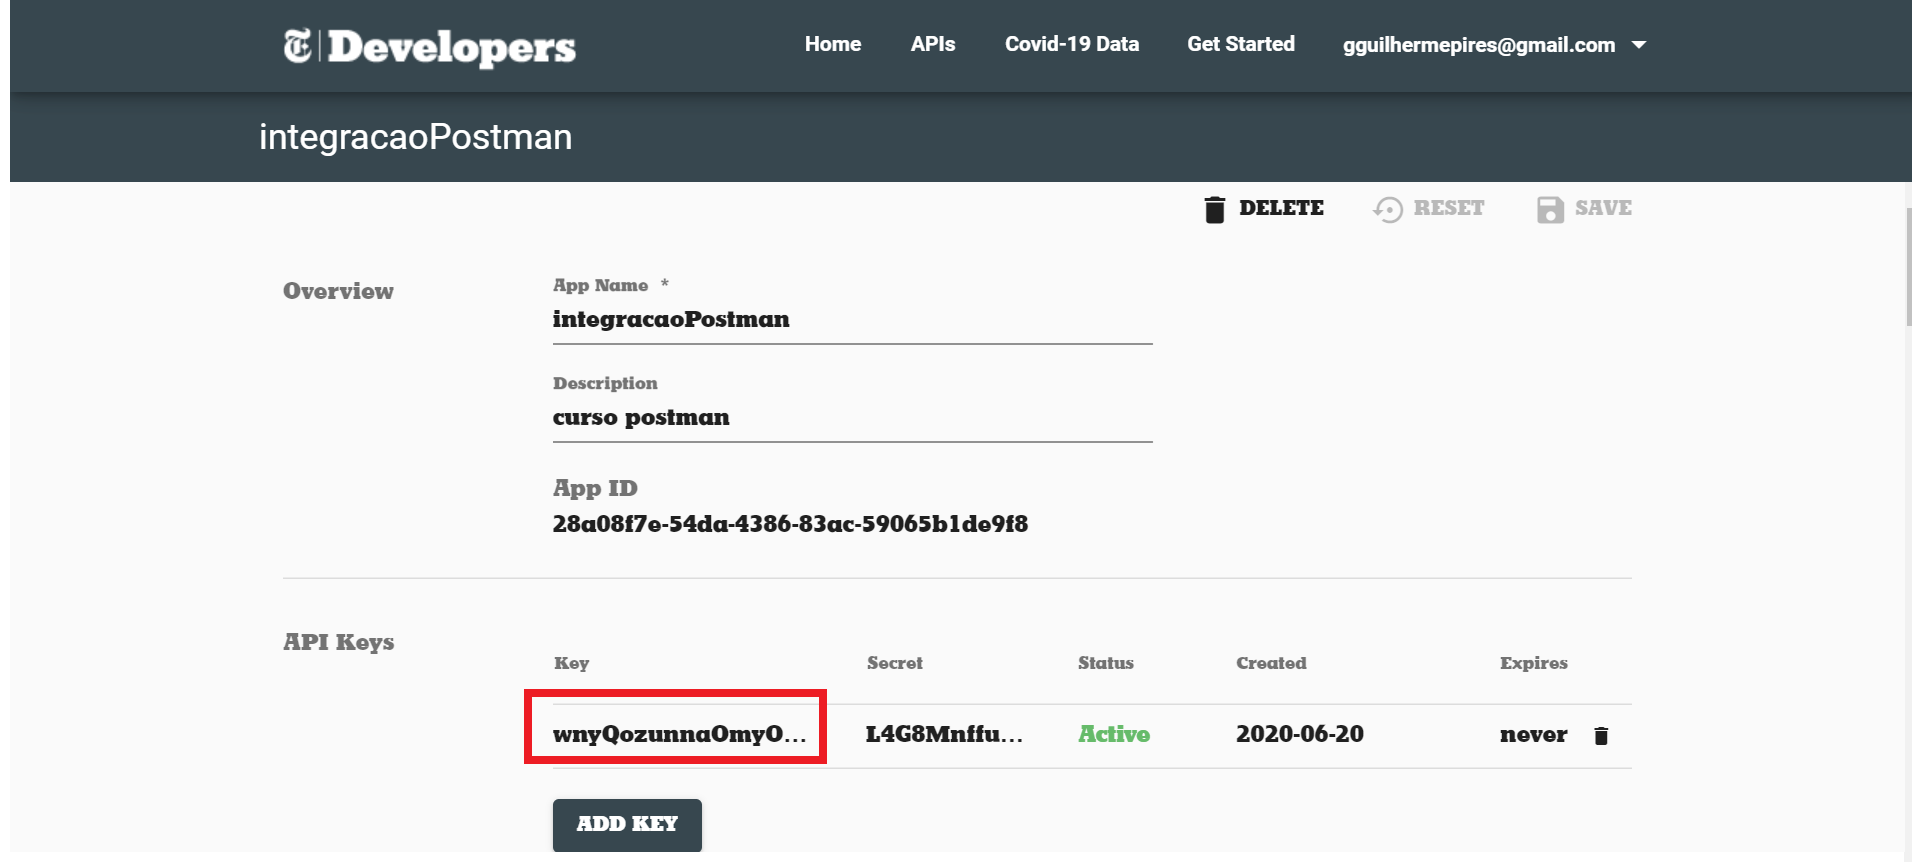 T Developers
Home APIs Covid-19 Data Get Started gguilhermepires@gmail.com
integracaoPostman
DELETE RESET SAVE
Overview
App Name *
integracaoPostman
Description
curso postman
App ID
28a08f7e-54da-4386-83ac-59065b1de9f8
API Keys
Key Secret Status Created Expires
wnyQozunnaOmyO... L4G8Mnffu... Active 2020-06-20 never
ADD KEY